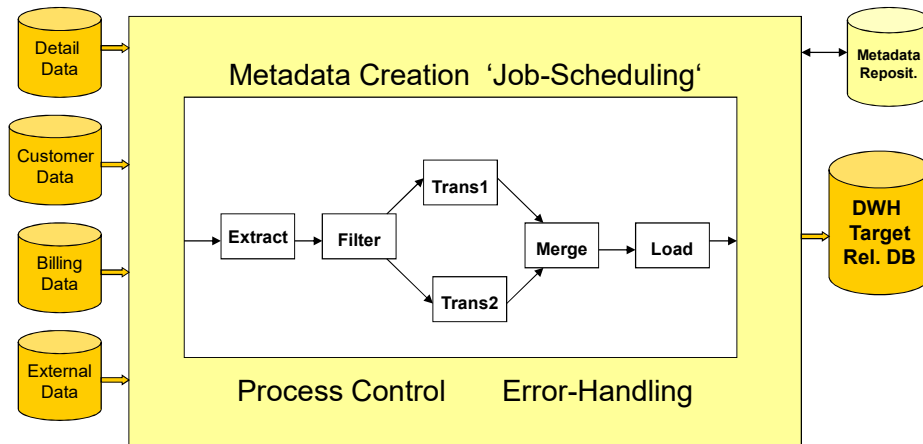 Detail
Data
Customer
Data
Billing
Data
External
Data
Metadata Creation  'Job-Scheduling‘
Extract
Filter
Trans1
Trans2
Merge
Load
Process Control
Error-Handling
Metadata
Reposit.
DWH
Target
Rel. DB